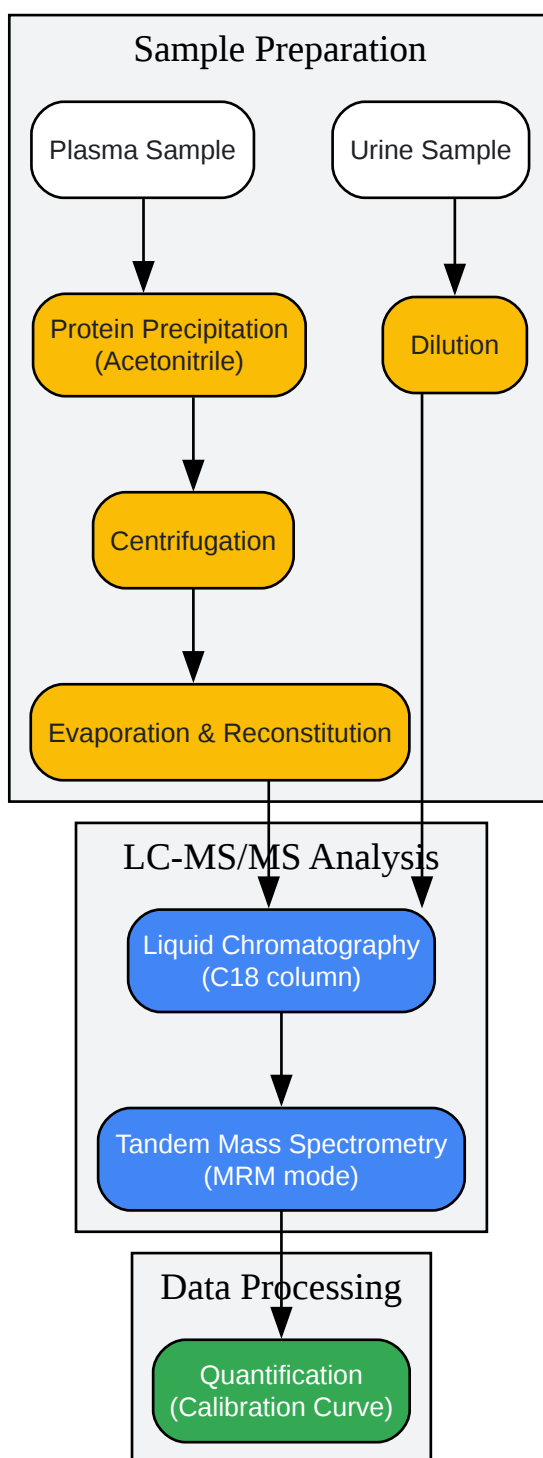 Sample Preparation
Plasma Sample
Urine Sample
Protein Precipitation
(Acetonitrile)
Dilution
Centrifugation
Evaporation & Reconstitution
LC-MS/MS Analysis
Liquid Chromatography
(C18 column)
Tandem Mass Spectrometry
(MRM mode)
Data Processing
Quantification
(Calibration Curve)